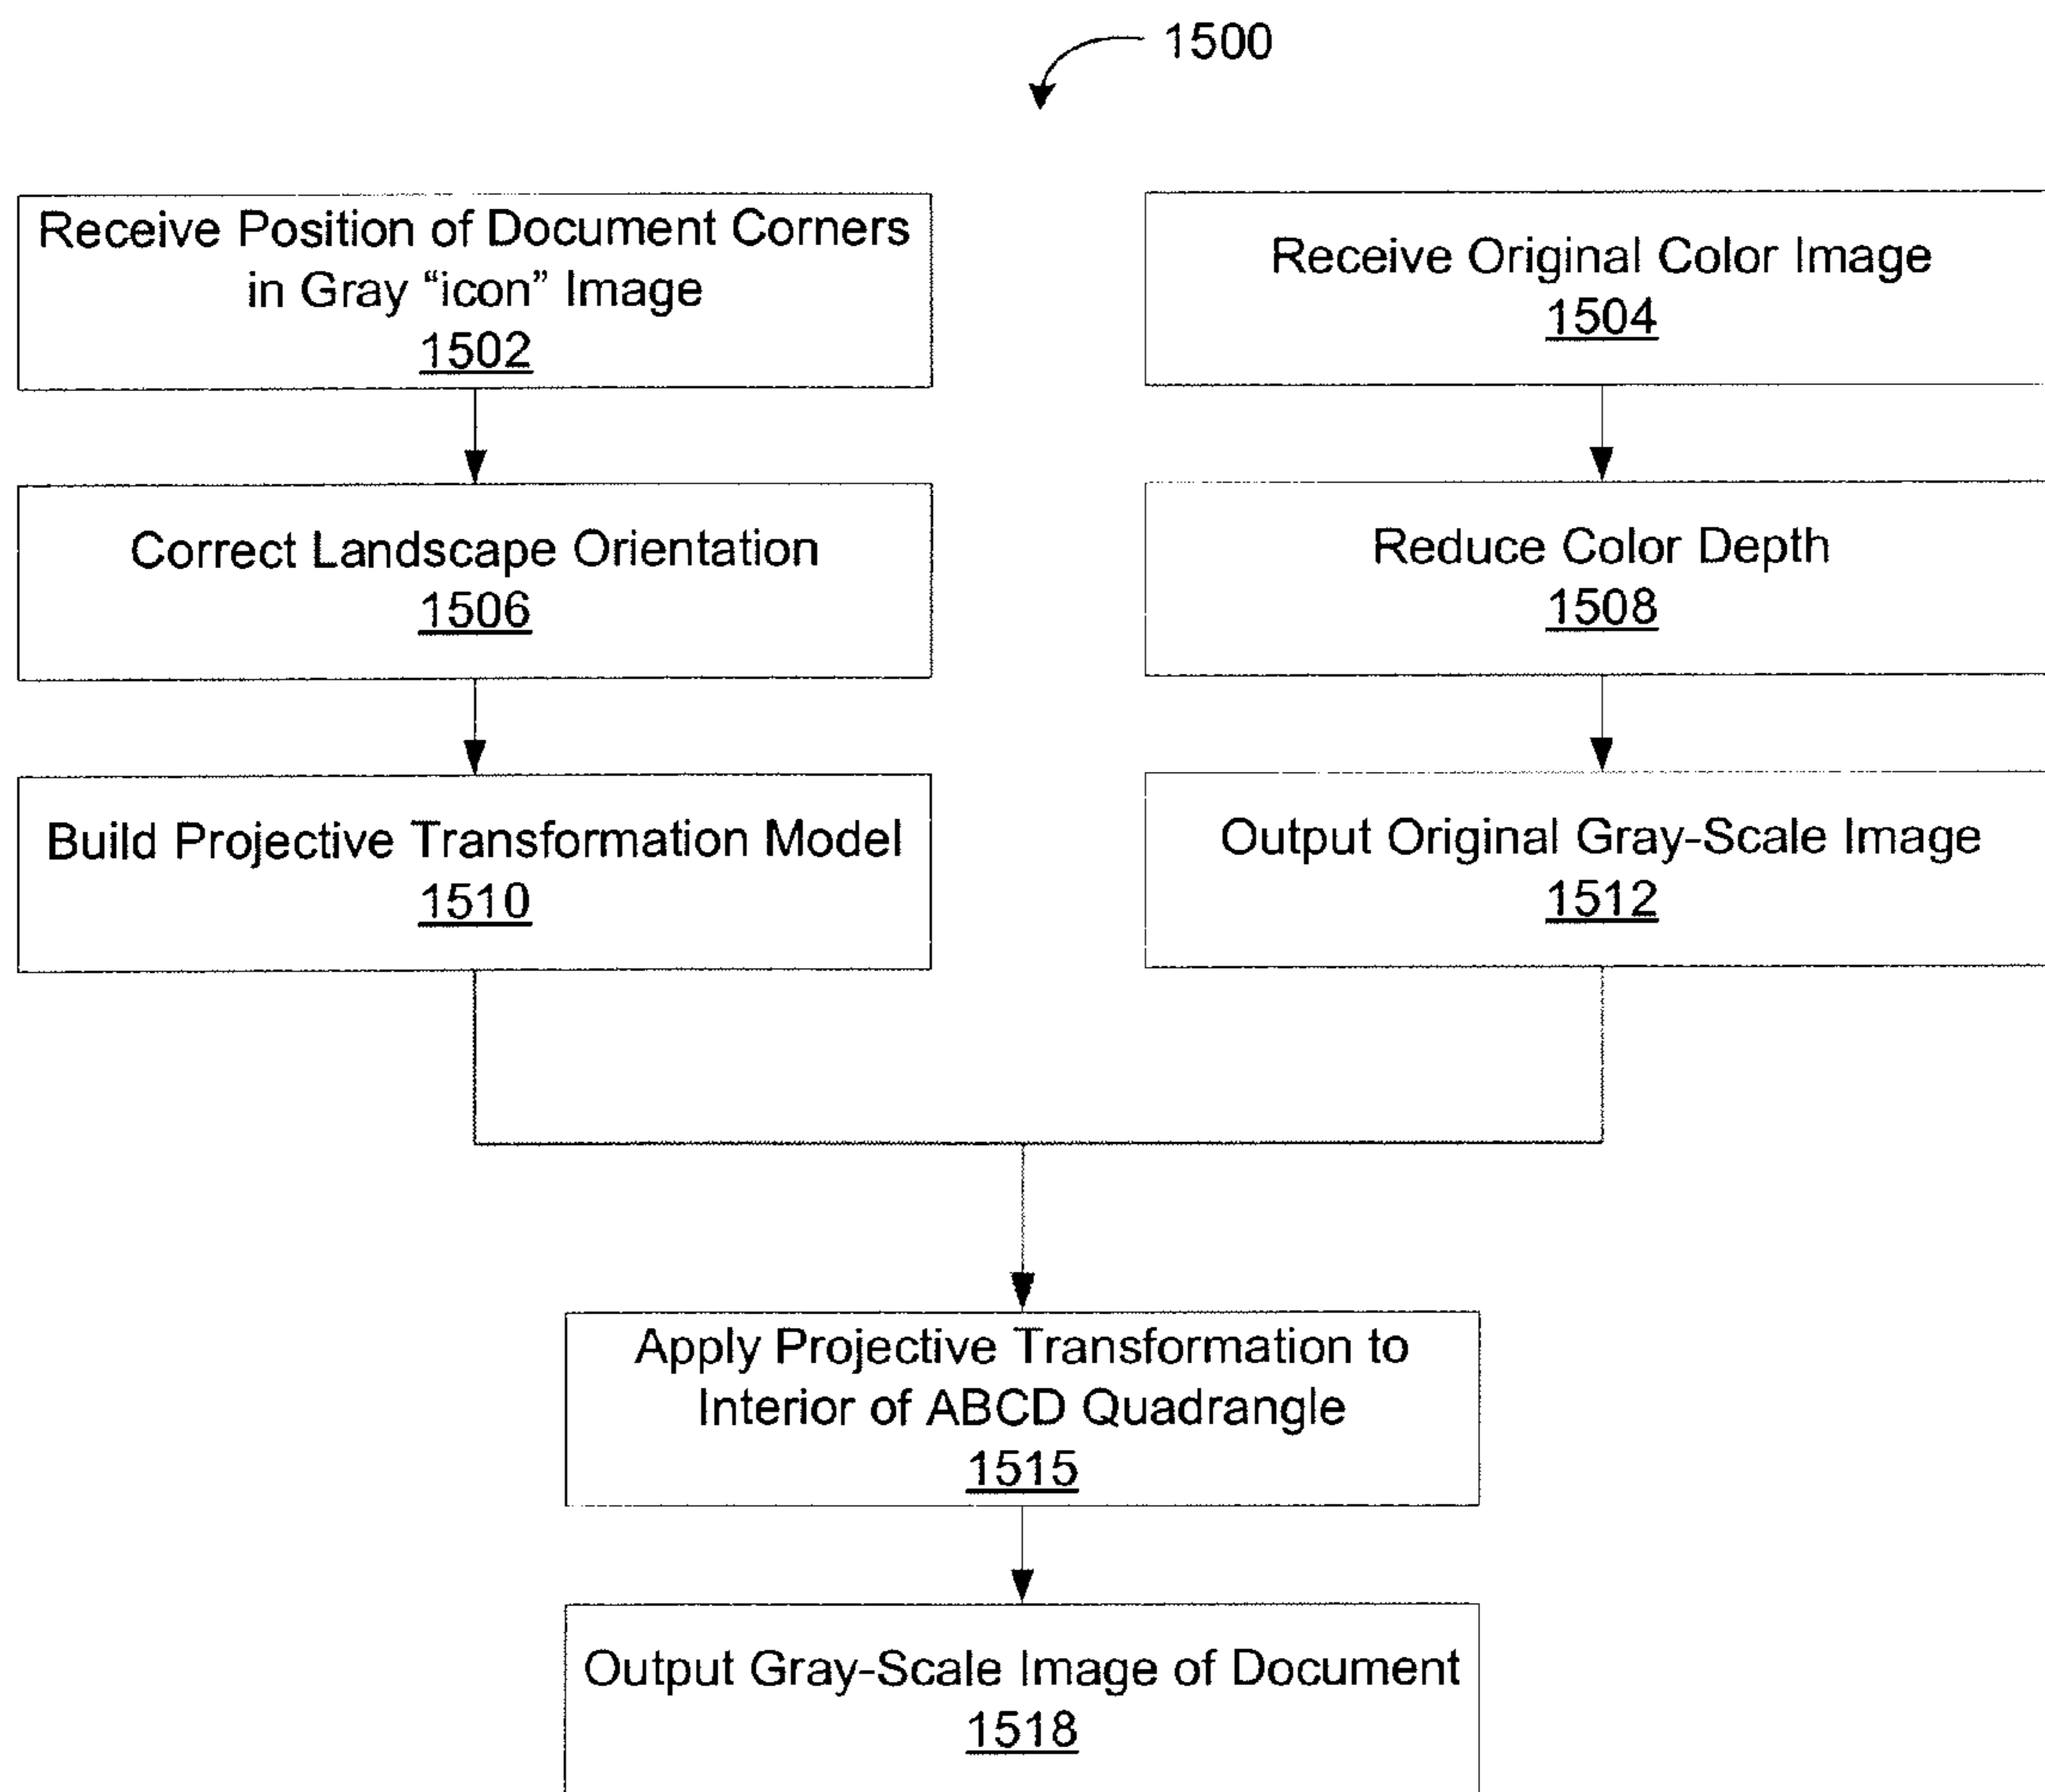 1500
Receive Position of Document Corners
in Gray “icon” Image
1502
Receive Original Color Image
1504
Correct Landscape Orientation
1506
Reduce Color Depth
1508
Build Projective Transformation Model
1510
Output Original Gray-Scale Image
1512
Apply Projective Transformation to
Interior of ABCD Quadrangle
1515
Output Gray-Scale Image of Document
1518